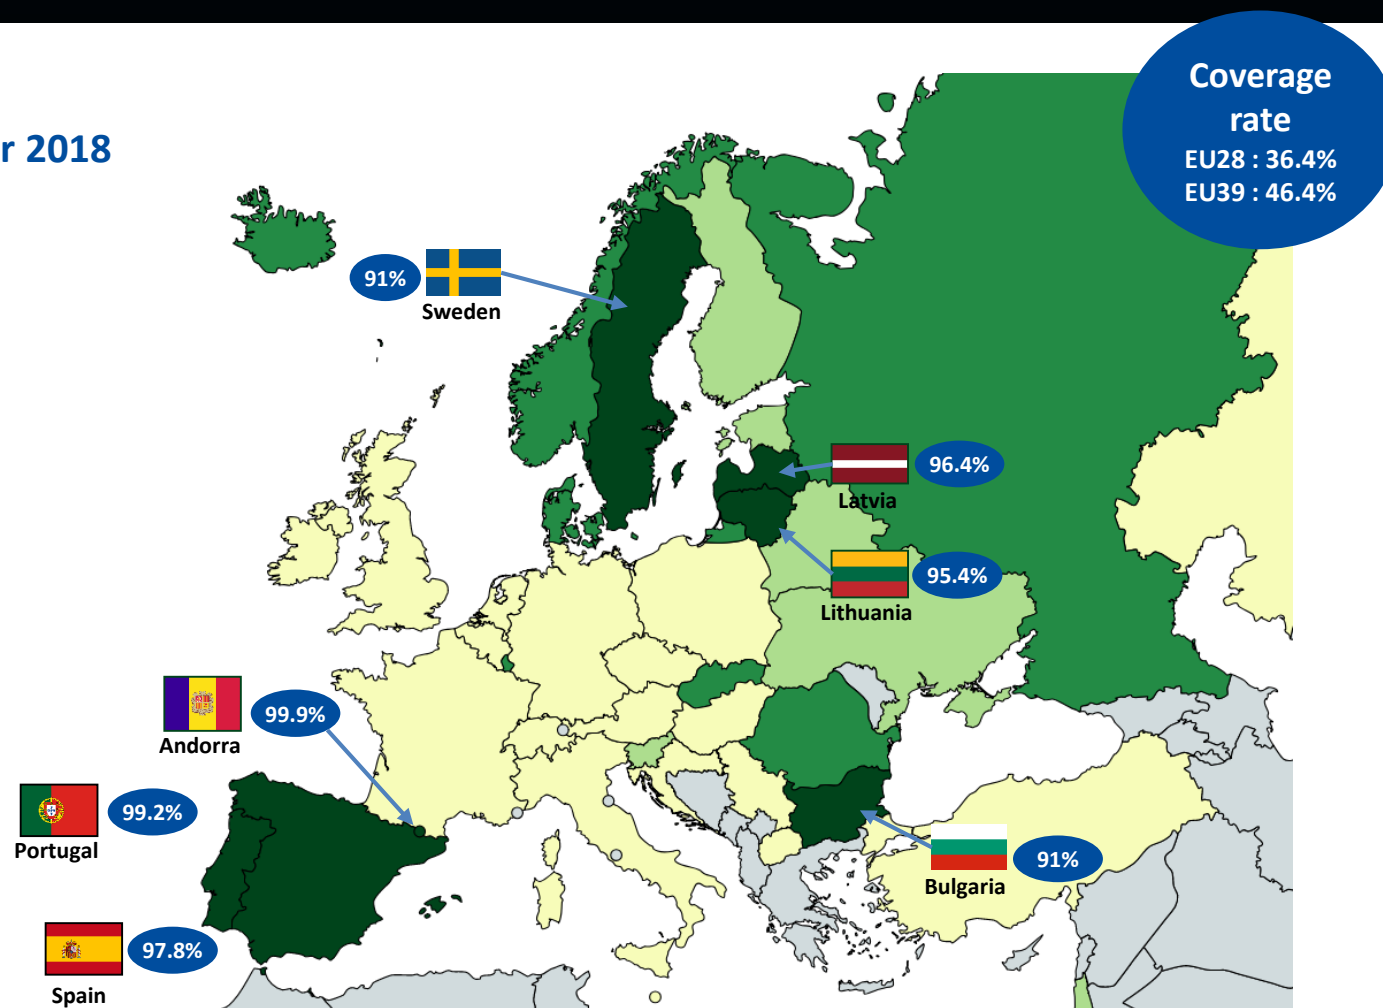 Coverage
rate
EU28 : 36.4%
EU39 : 46.4%
r 2018
91%
Sweden
96.4%
Latvia
95.4%
Lithuania
99.9%
Andorra
99.2%
Portugal
91%
Bulgaria
97.8%
Spain